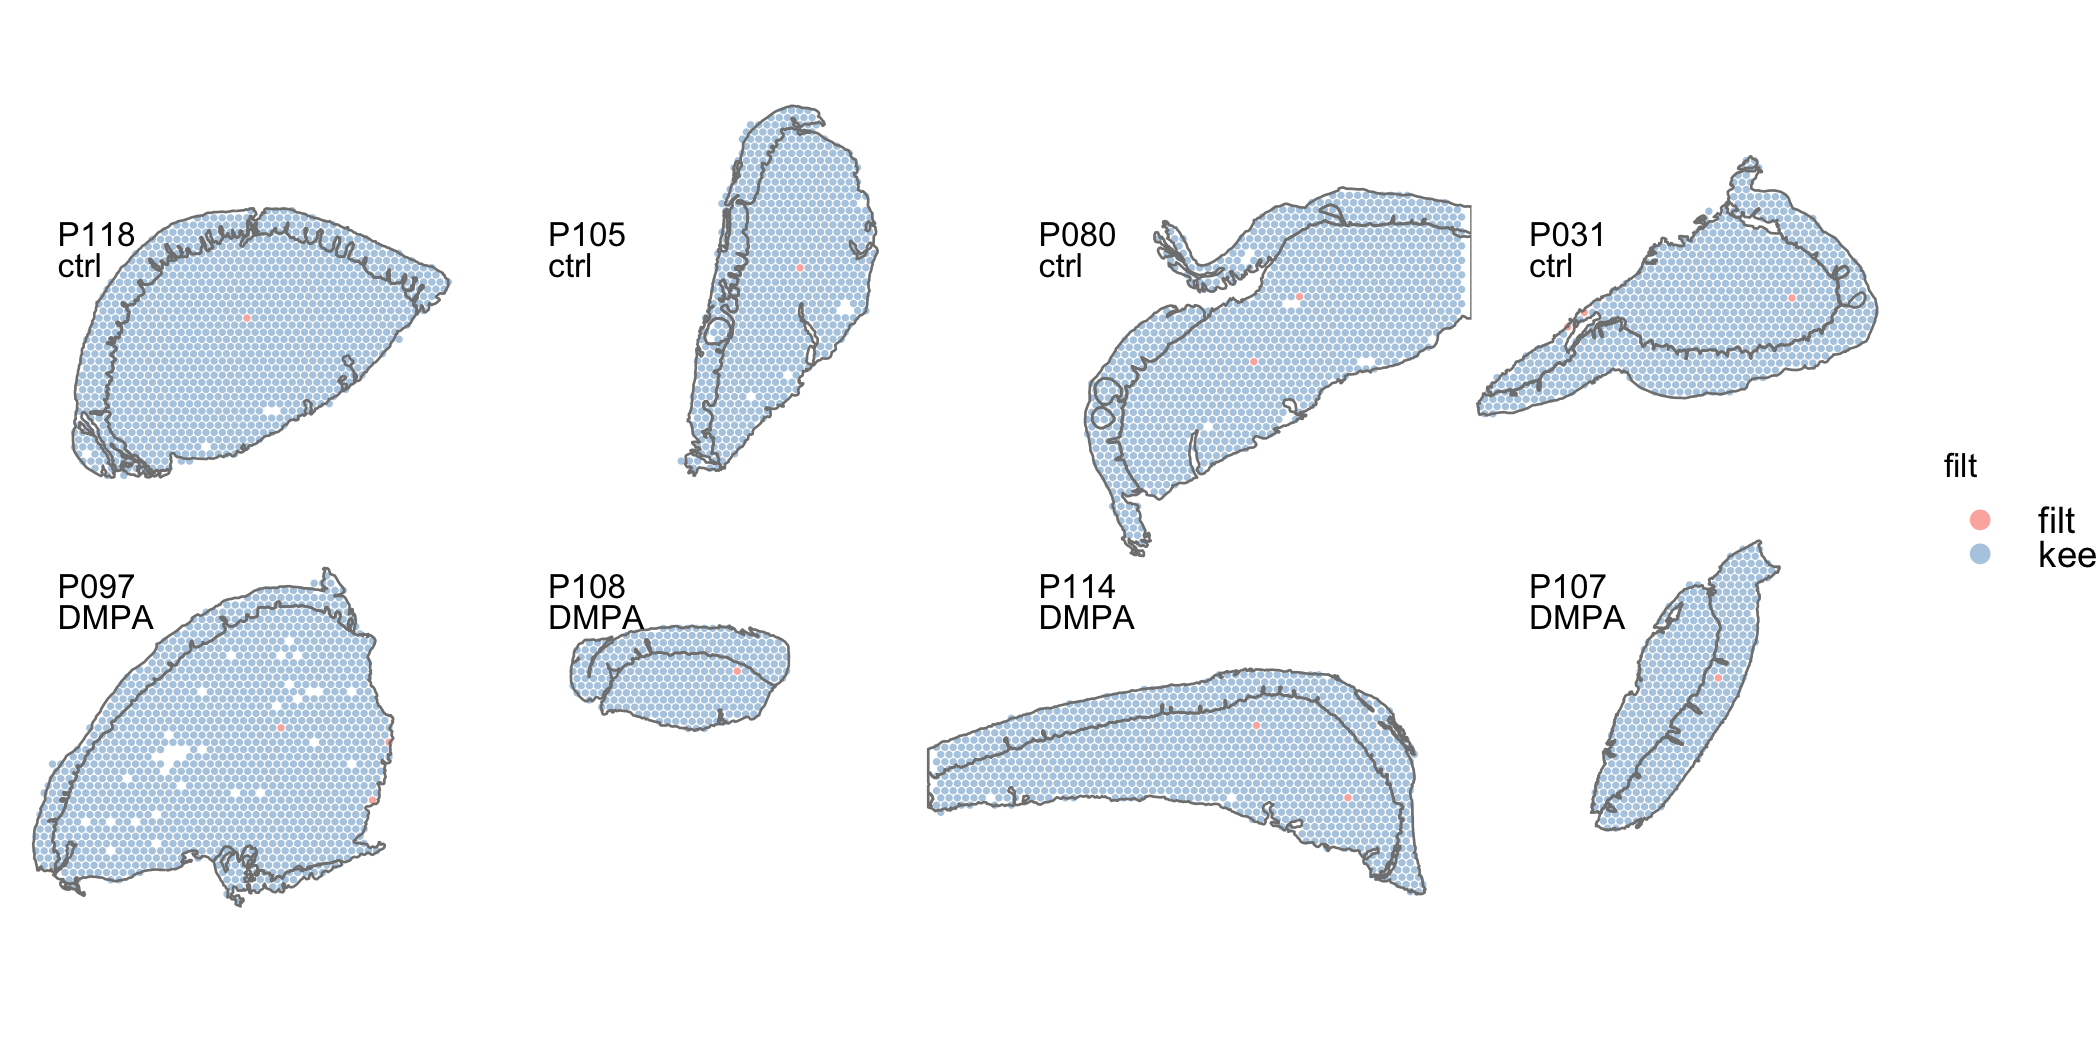 P118
ctrl
P105
ctrl
P080
ctrl
P031
ctrl
filt
filt
kee
P097
DMPA
P108
DMPA
P114
DMPA
P107
DMPA